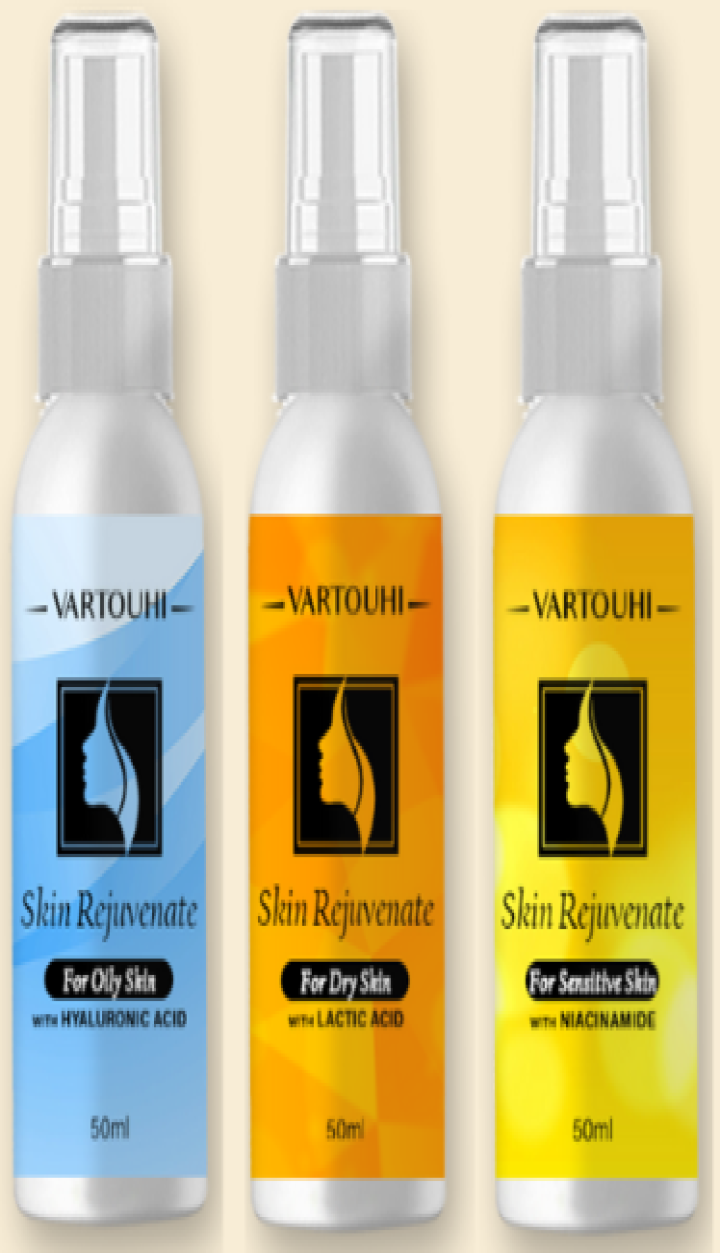 VARTOUHI
Skin Rejuvenate
For Oily Skin
WITH HYALURONIC ACID
50ml
VARTOUHI
Skin Rejuvenate
For Dry Skin
WITH LACTIC ACID
50ml
VARTOUHI
Skin Rejuvenate
For Sensitive Skin
WITH NIACINAMIDE
50ml